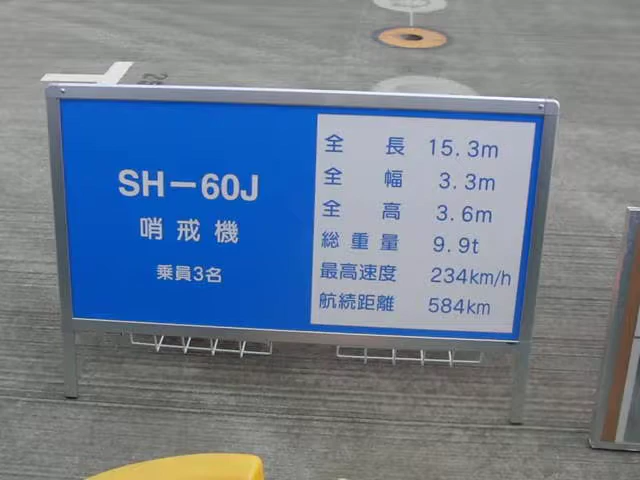 SH-60J
哨戒機
乗員3名
全長 15.3m
全幅 3.3m
全高 3.6m
総重量 9.9t
最高速度 234km/h
航続距離 584km